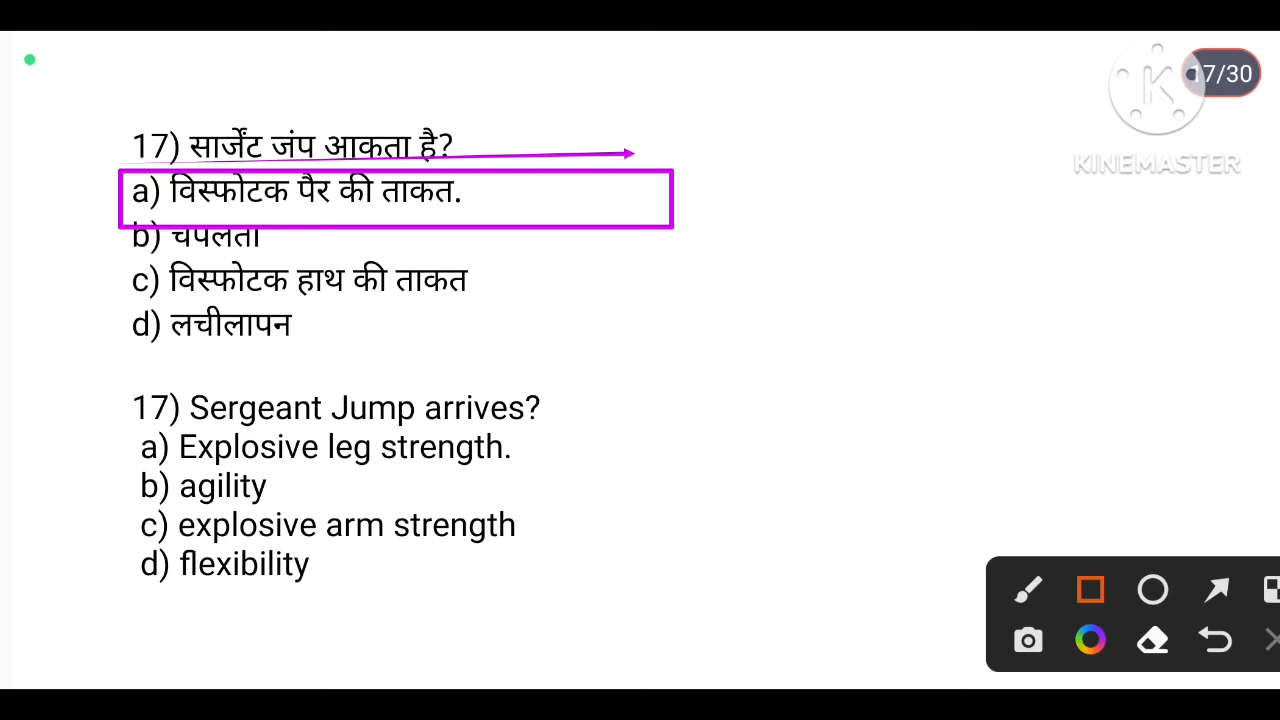 17/30
KINEMASTER
17) सार्जेंट जंप आकता है?
a) विस्फोटक पैर की ताकत.
b) चपलता
c) विस्फोटक हाथ की ताकत
d) लचीलापन
17) Sergeant Jump arrives?
a) Explosive leg strength.
b) agility
c) explosive arm strength
d) flexibility